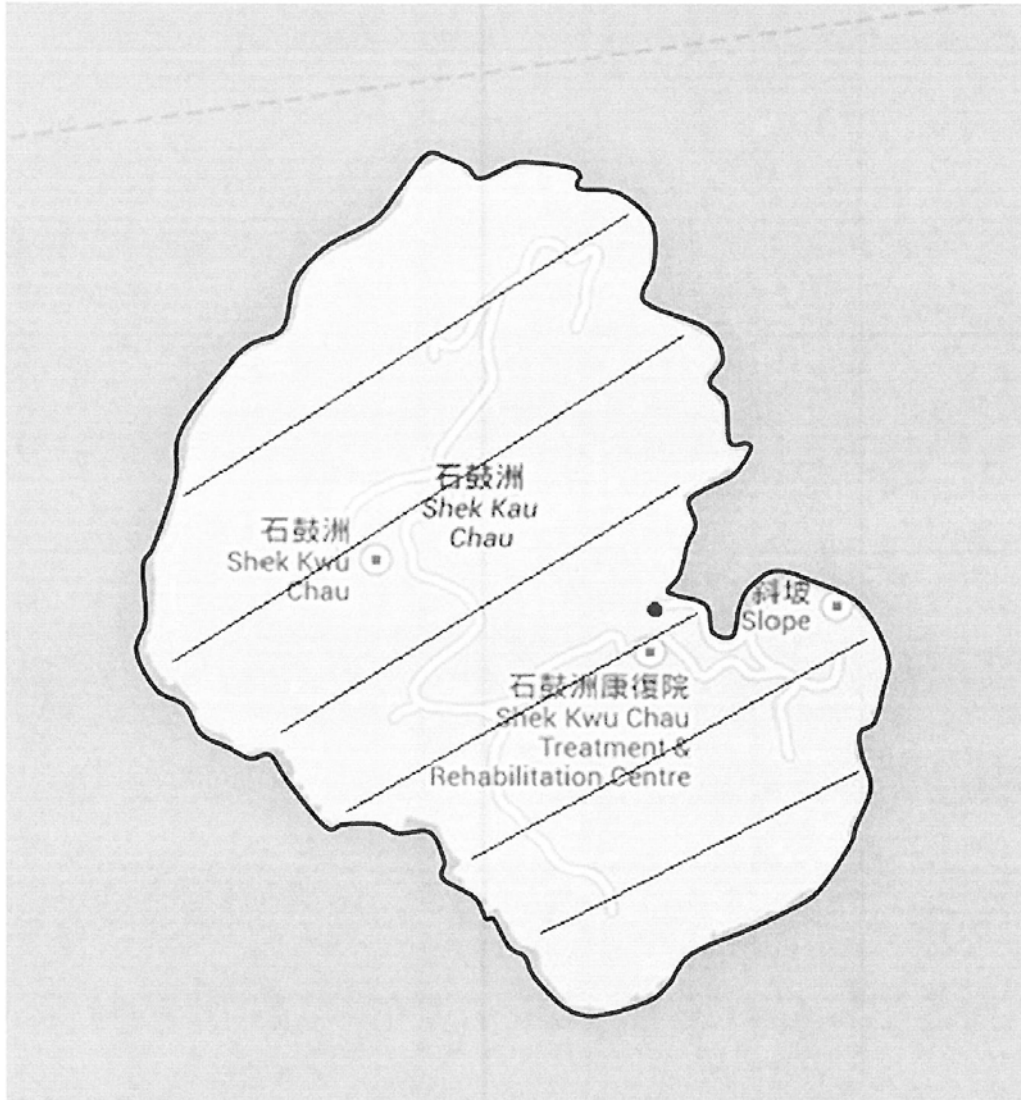 石鼓洲
Shek Kau
Chau
石鼓洲
Shek Kwu
Chau
斜坡
Slope
石鼓洲康復院
Shek Kwu Chau
Treatment &
Rehabilitation Centre